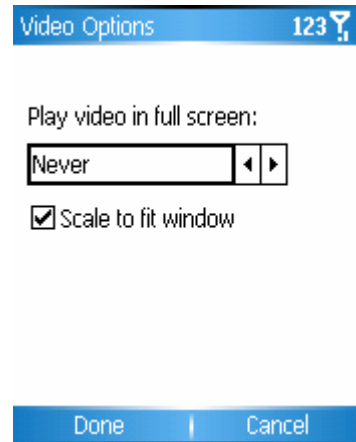 Video Options 123
Play video in full screen:
Never
Scale to fit window
Done Cancel